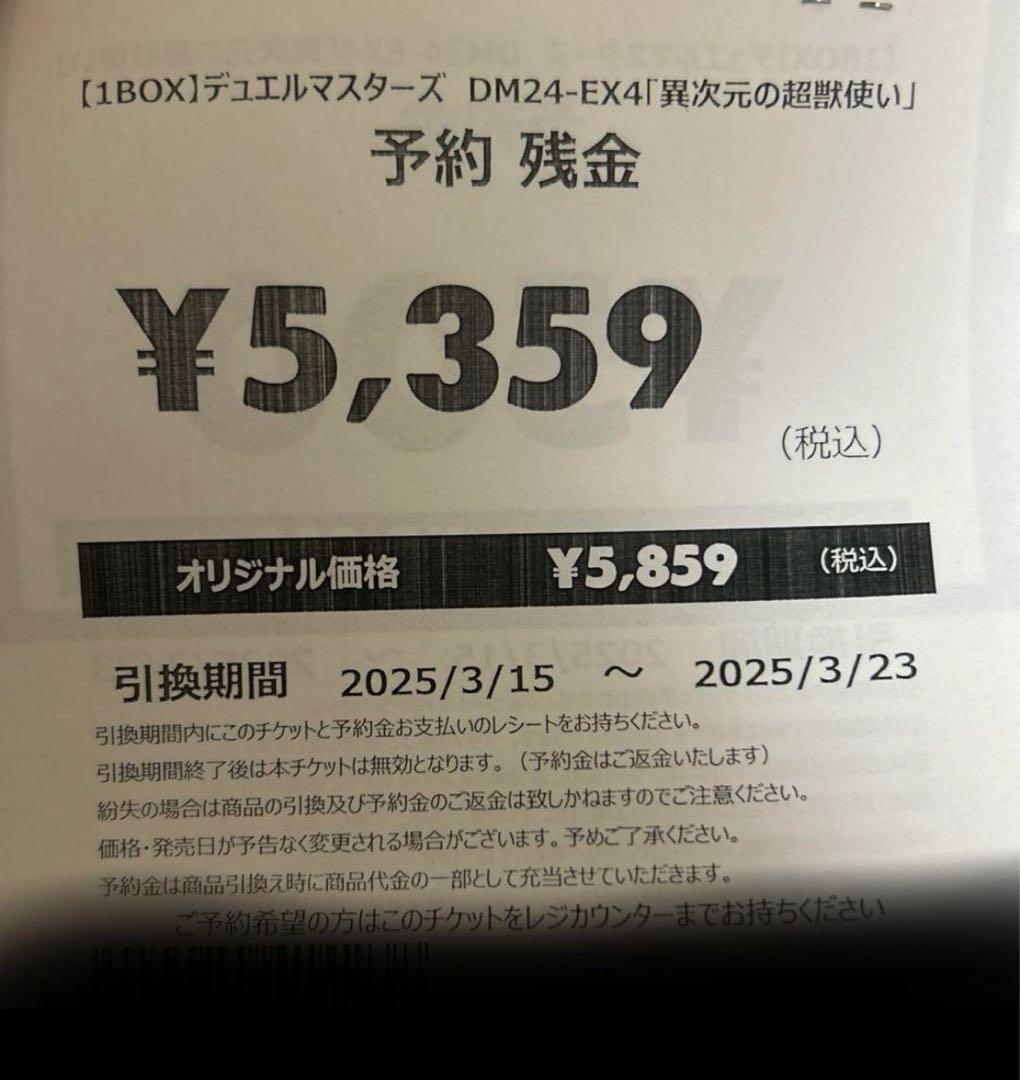 【1BOX】デュエルマスターズ DM24-EX4「異次元の超獣使い」
予約 残金
¥5,359
(税込)
オリジナル価格 ¥5,859 (税込)
引換期間 2025/3/15 ～ 2025/3/23
引換期間内にこのチケットと予約金お支払いのレシートをお持ちください。
引換期間終了後は本チケットは無効となります。(予約金はご返金いたします)
紛失の場合は商品の引換及び予約金のご返金は致しかねますのでご注意ください。
価格・発売日が予告なく変更される場合がございます。予めご了承ください。
予約金は商品引換え時に商品代金の一部として充当させていただきます。
ご予約希望の方はこのチケットをレジカウンターまでお持ちください